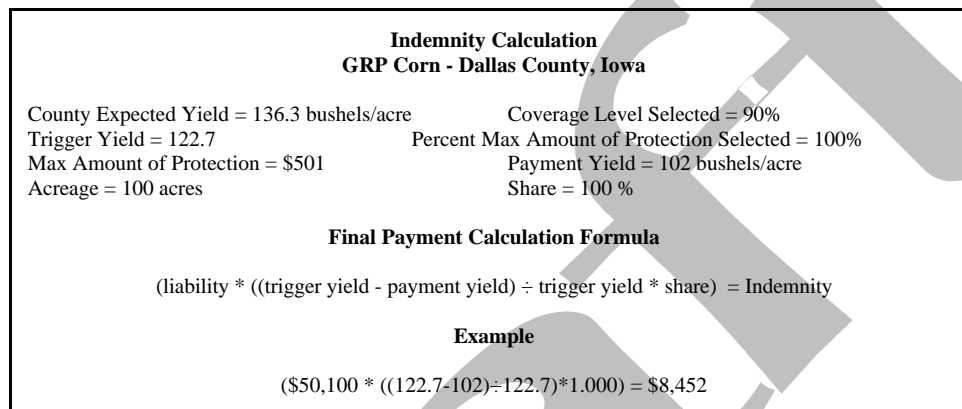 Indemnity Calculation
GRP Corn - Dallas County, Iowa
County Expected Yield = 136.3 bushels/acre Coverage Level Selected = 90%
Trigger Yield = 122.7 Percent Max Amount of Protection Selected = 100%
Max Amount of Protection = $501 Payment Yield = 102 bushels/acre
Acreage = 100 acres Share = 100 %
Final Payment Calculation Formula
(liability * ((trigger yield - payment yield) ÷ trigger yield * share) = Indemnity
Example
($50,100 * ((122.7-102)÷122.7)*1.000) = $8,452